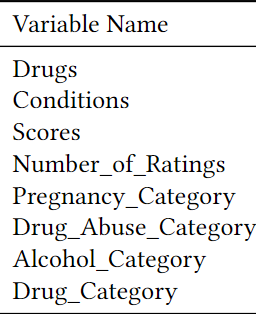 Variable Name
Drugs
Conditions
Scores
Number_of_Ratings
Pregnancy_Category
Drug_Abuse_Category
Alcohol_Category
Drug_Category